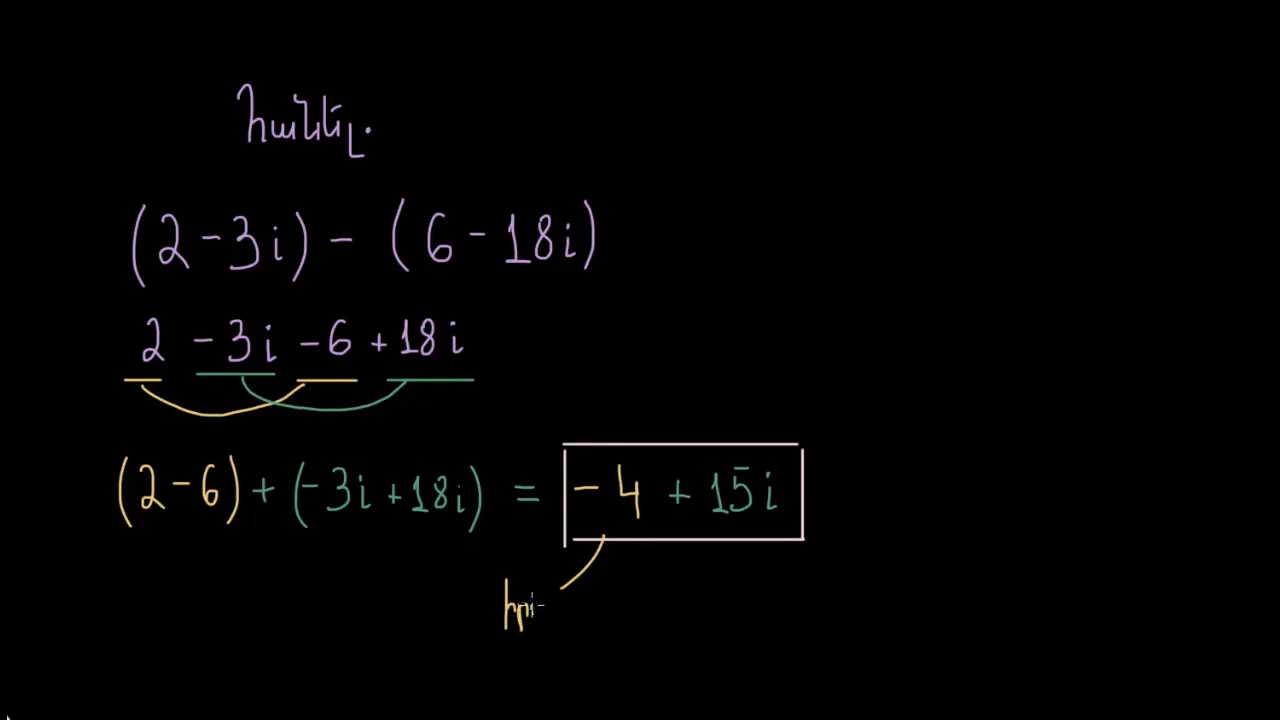 հանել.
(2-3i) - (6-18i)
2 -3i -6 +18i
(2-6) + (-3i +18i) = -4 + 15i